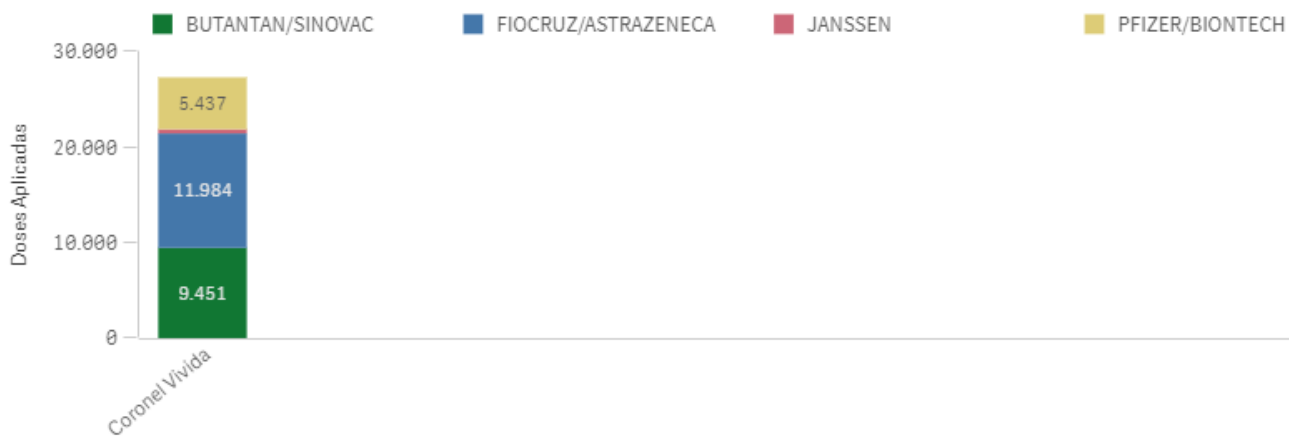 BUTANTAN/SINOVAC
FIOCRUZ/ASTRAZENECA
JANSSEN
PFIZER/BIONTECH
Doses Aplicadas
30.000
20.000
10.000
0
5.437
11.984
9.451
Coronel Vivida